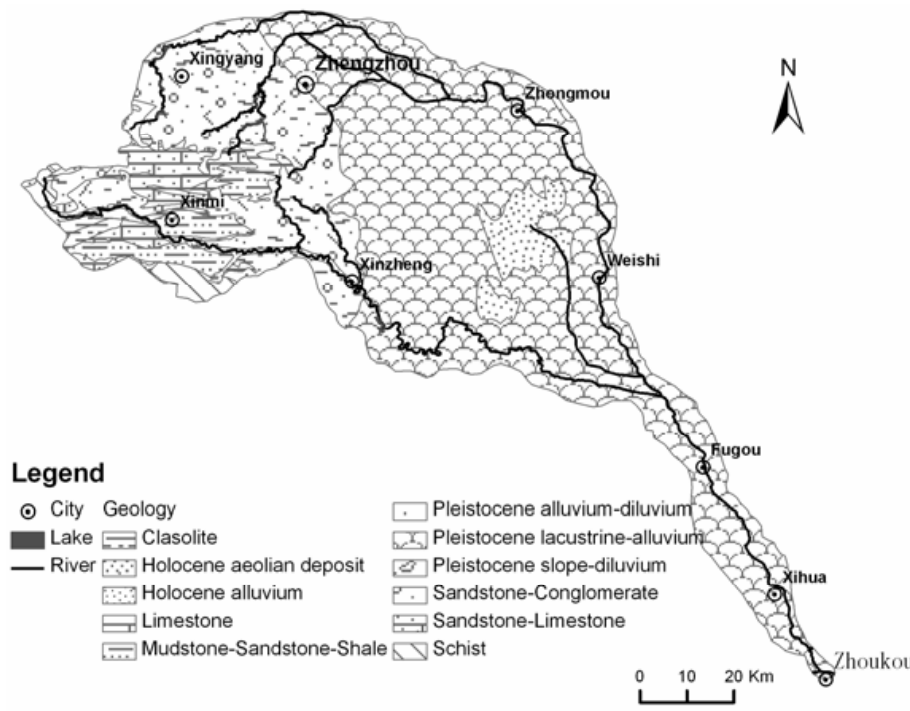 Xingyang
Zhengzhou
N
Zhongmou
Xinmi
Xinzheng
Weishi
Fugou
Xihua
Zhoukou
Legend
City
Lake
River
Geology
Clasolite
Holocene aeolian deposit
Holocene alluvium
Limestone
Mudstone-Sandstone-Shale
Pleistocene alluvium-diluvium
Pleistocene lacustrine-alluvium
Pleistocene slope-diluvium
Sandstone-Conglomerate
Sandstone-Limestone
Schist
0 10 20 Km